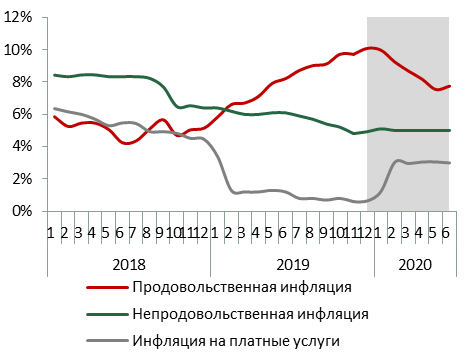 12%
10%
8%
6%
4%
2%
0%
1 2 3 4 5 6 7 8 9 10 11 12 1 2 3 4 5 6 7 8 9 10 11 12 1 2 3 4 5 6
2018 2019 2020
Продовольственная инфляция
Непродовольственная инфляция
Инфляция на платные услуги